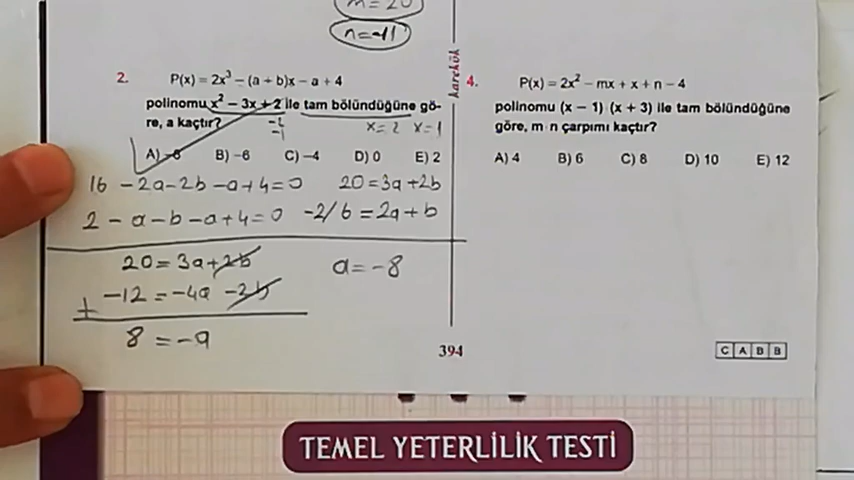 m=20
n=-11
karekök
2. P(x) = 2x³ – (a + b)x – a + 4
polinomu x² – 3x + 2 ile tam bölündüğüne gö-
re, a kaçtır?
-2
-1
x=2 x=1
A) –8 B) –6 C) –4 D) 0 E) 2
16 -2a-2b -a+4=0 20=3a+2b
2 - a - b - a+4=0 -2/6 = 2a+b
20 = 3a+2b
+ -12 = -4a -2b
8 = -a
a = -8
4. P(x) = 2x² – mx + x + n – 4
polinomu (x – 1) (x + 3) ile tam bölündüğüne
göre, m·n çarpımı kaçtır?
A) 4 B) 6 C) 8 D) 10 E) 12
394
C A B B
TEMEL YETERLİLİK TESTİ